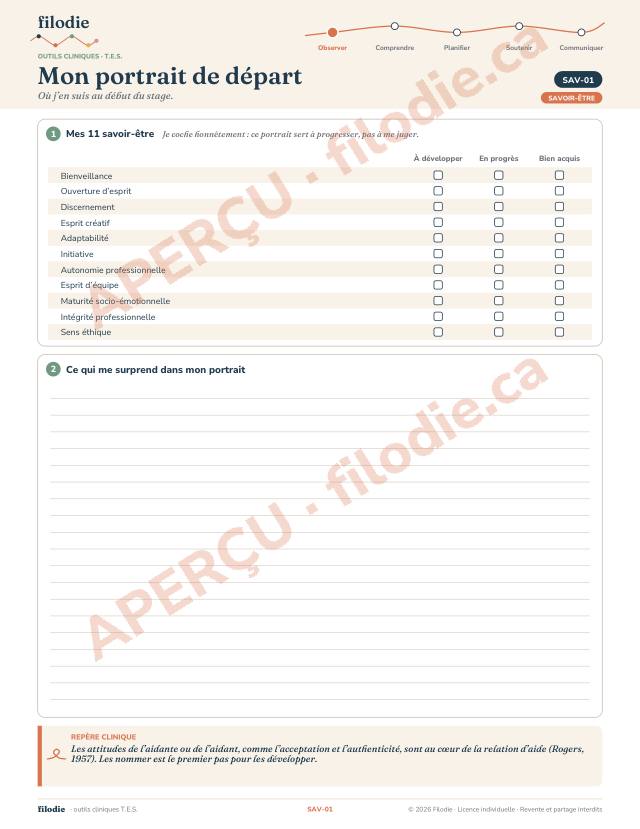 filodie
OUTILS CLINIQUES · T.E.S.
Observer Comprendre Planifier Soutenir Communiquer
Mon portrait de départ
Où j'en suis au début du stage.
SAV-01
SAVOIR-ÊTRE
1 Mes 11 savoir-être Je coche honnêtement : ce portrait sert à progresser, pas à me juger.
À développer En progrès Bien acquis
Bienveillance
Ouverture d'esprit
Discernement
Esprit créatif
Adaptabilité
Initiative
Autonomie professionnelle
Esprit d'équipe
Maturité socio-émotionnelle
Intégrité professionnelle
Sens éthique
APERÇU · filodie.ca
2 Ce qui me surprend dans mon portrait
APERÇU · filodie.ca
REPÈRE CLINIQUE
Les attitudes de l'aidante ou de l'aidant, comme l'acceptation et l'authenticité, sont au cœur de la relation d'aide (Rogers,
1957). Les nommer est le premier pas pour les développer.
filodie · outils cliniques T.E.S. SAV-01 © 2026 Filodie · Licence individuelle · Revente et partage interdits